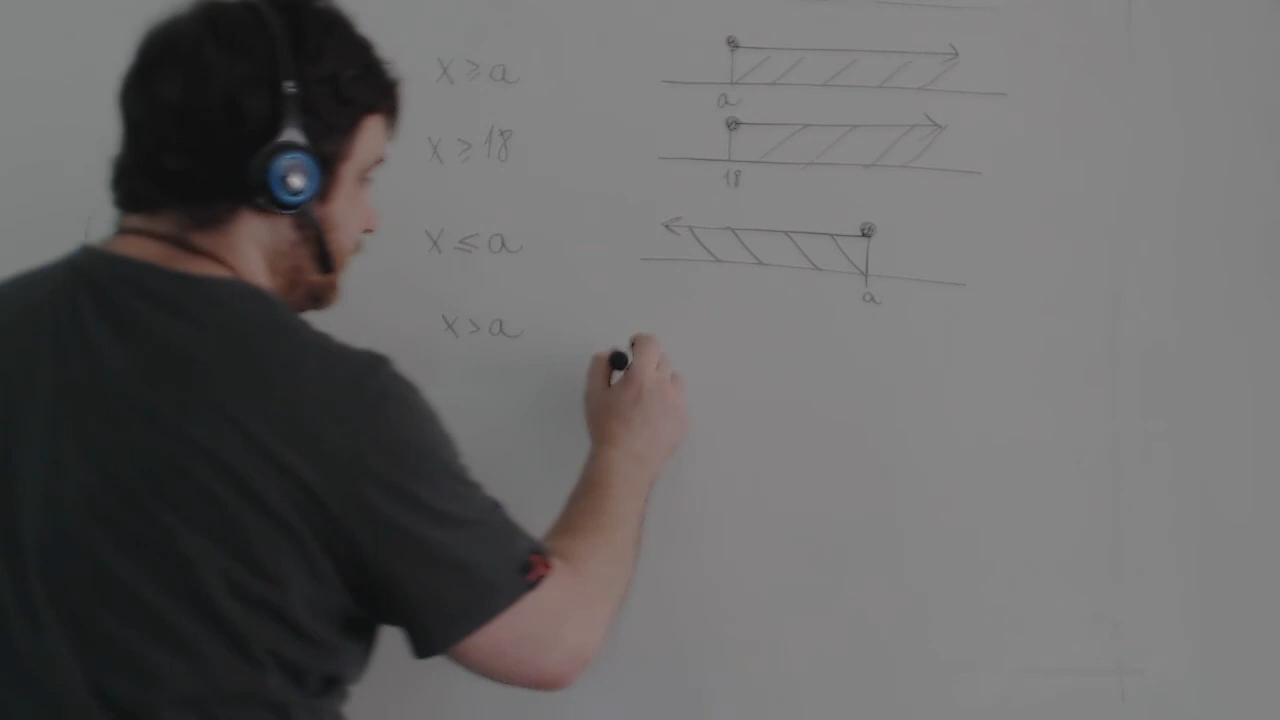 x ≥ a
a
x ≥ 18
18
x ≤ a
a
x > a